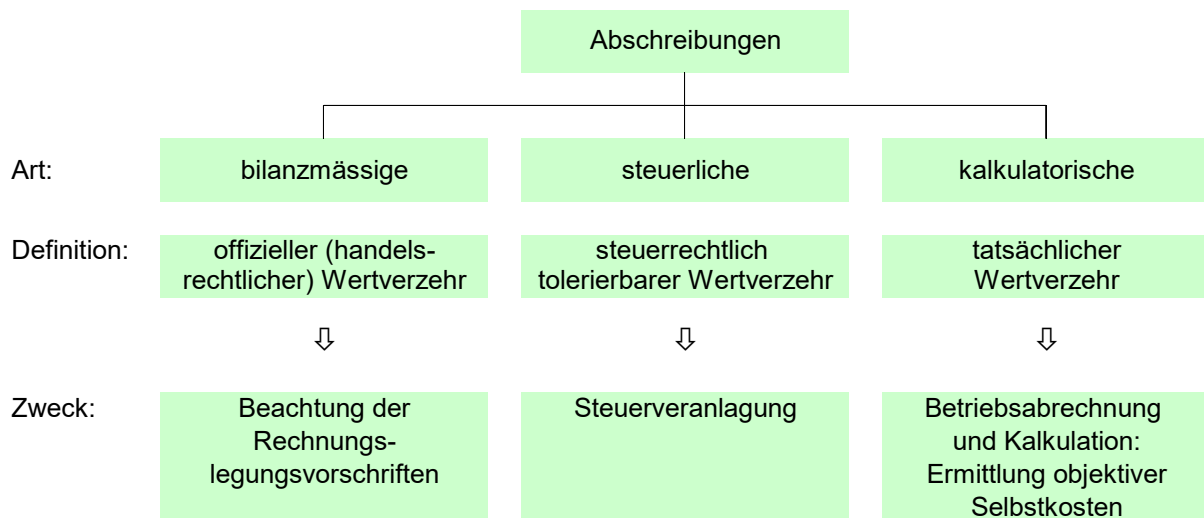 Abschreibungen
Art:
bilanzmässige
steuerliche
kalkulatorische
Definition:
offizieller (handels-
rechtlicher) Wertverzehr
steuerrechtlich
tolerierbarer Wertverzehr
tatsächlicher
Wertverzehr
Zweck:
Beachtung der
Rechnungs-
legungsvorschriften
Steuerveranlagung
Betriebsabrechnung
und Kalkulation:
Ermittlung objektiver
Selbstkosten